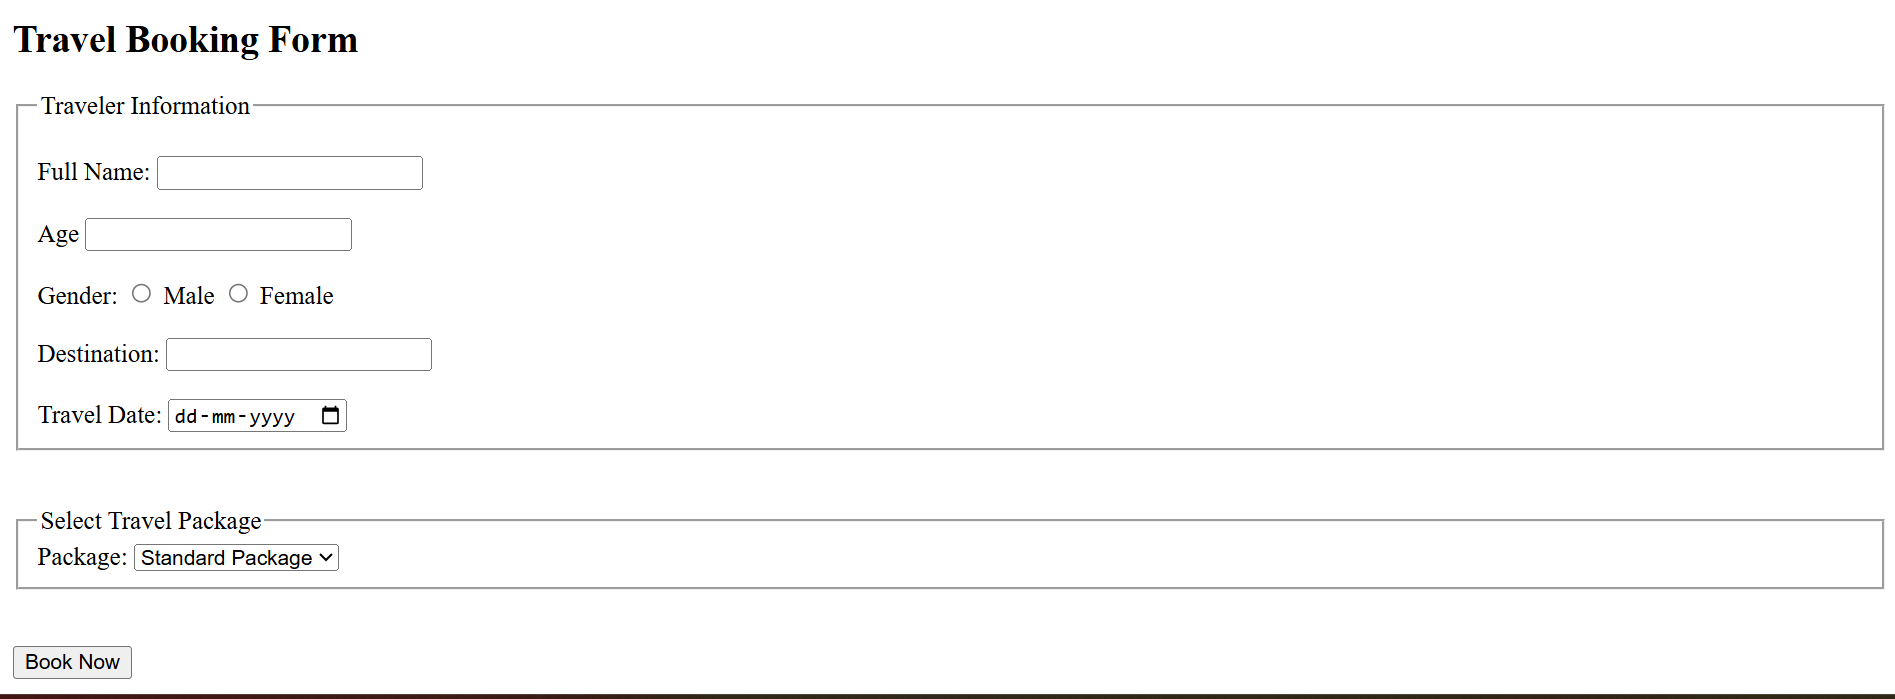 Travel Booking Form
Traveler Information
Full Name:
Age
Gender: Male Female
Destination:
Travel Date: dd-mm-yyyy
Select Travel Package
Package: Standard Package
Book Now